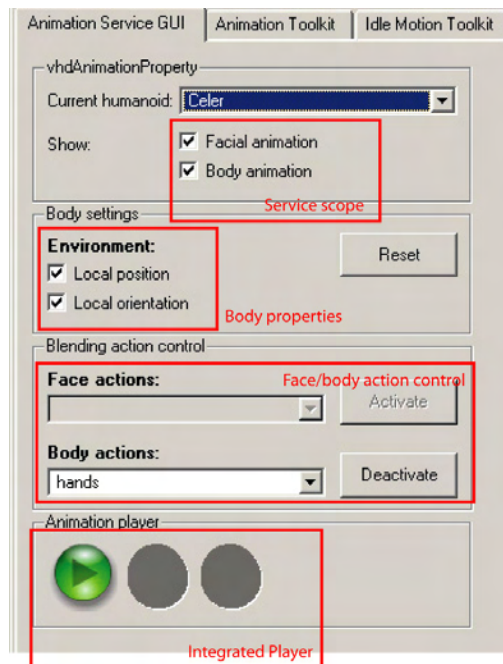 Animation Service GUI
Animation Toolkit
Idle Motion Toolkit
vhdAnimationProperty
Current humanoid: Celer
Show:
Facial animation
Body animation
Service scope
Body settings
Environment:
Local position
Local orientation
Reset
Body properties
Blending action control
Face actions:
Face/body action control
Activate
Body actions:
hands
Deactivate
Animation player
Integrated Player